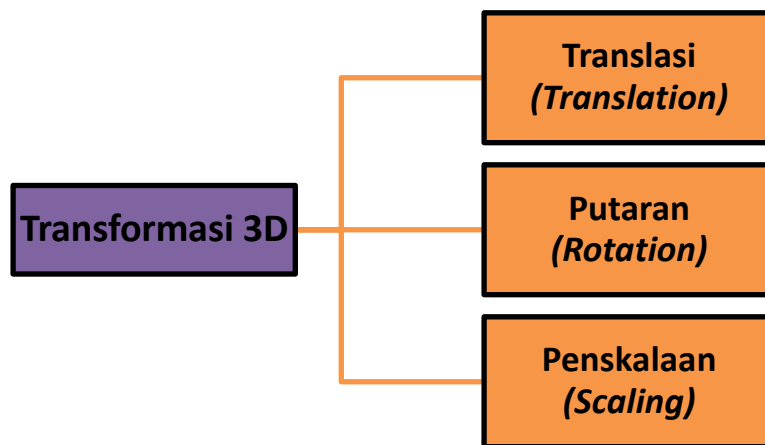 Transformasi 3D
Translasi
(Translation)
Putaran
(Rotation)
Penskalaan
(Scaling)